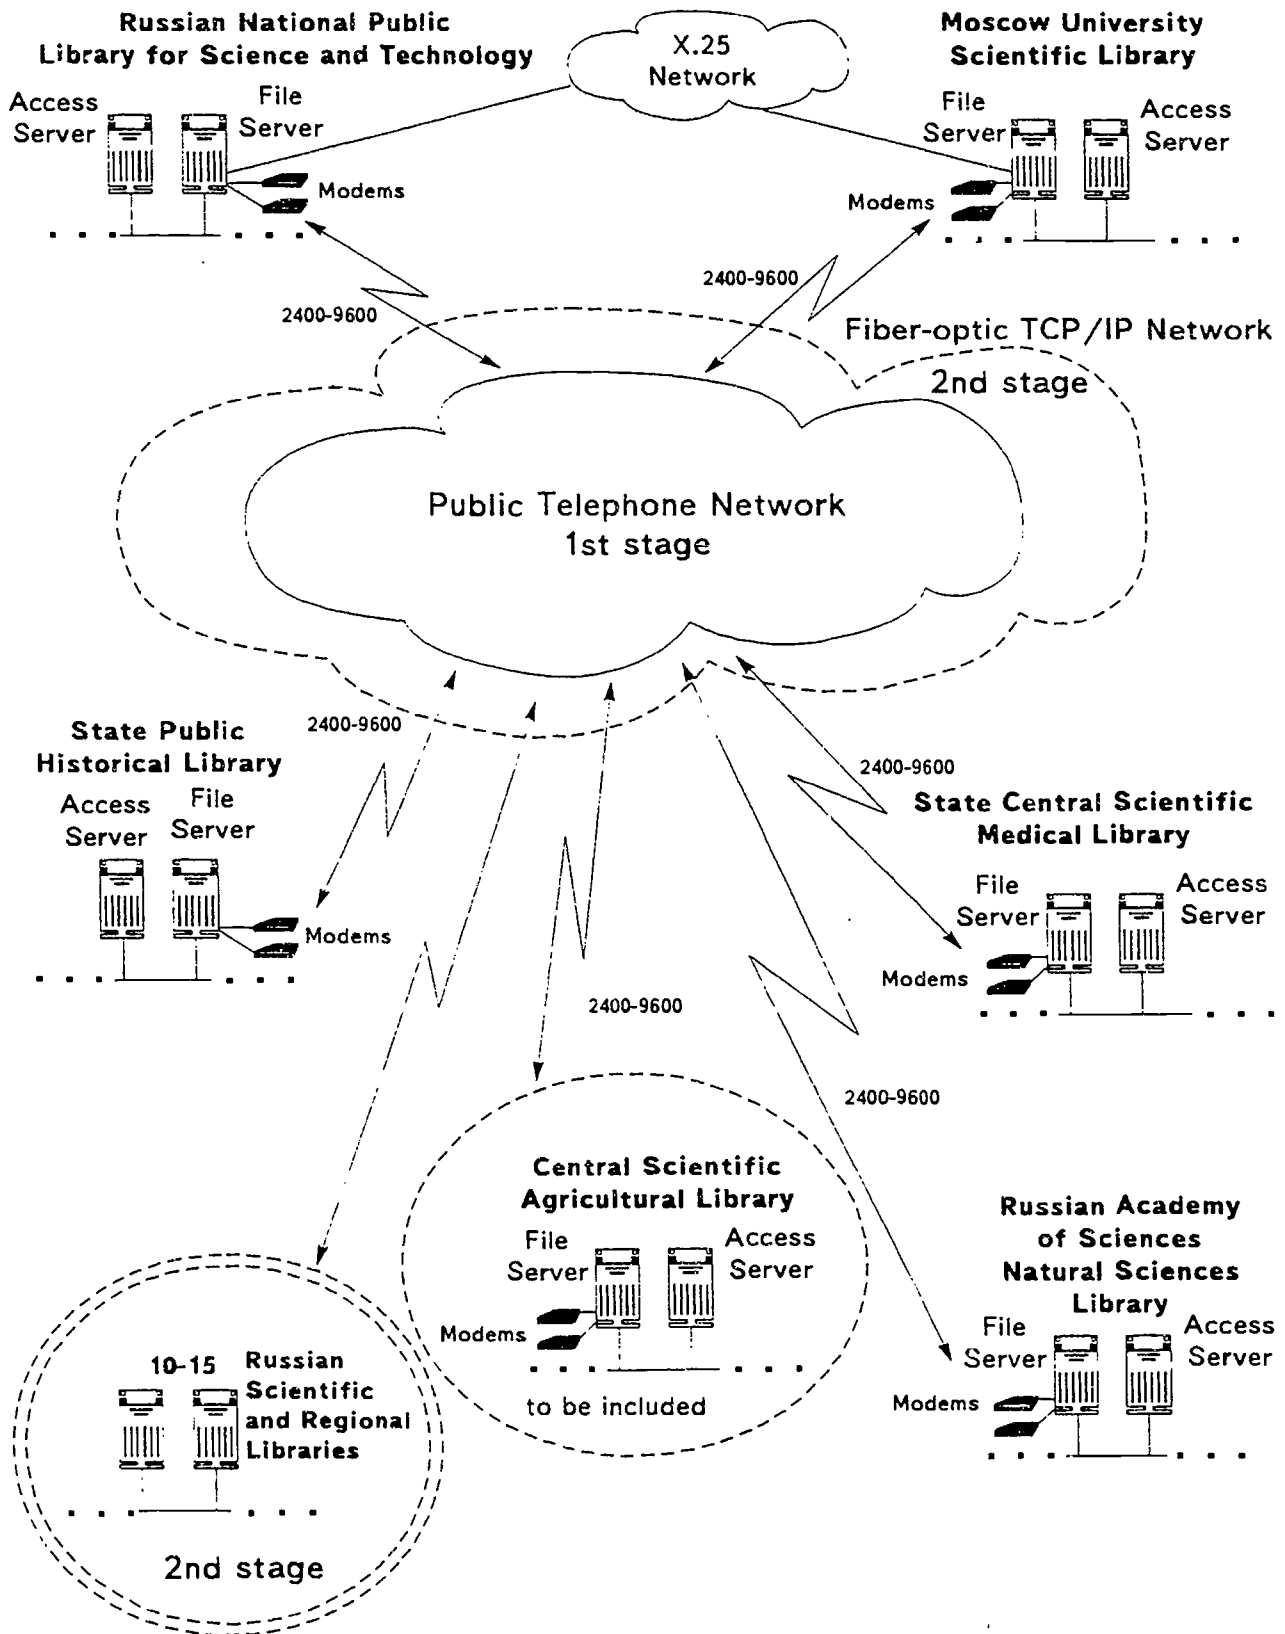 Russian National Public
Library for Science and Technology
X.25
Network
Moscow University
Scientific Library
Access
Server
File
Server
Modems
File
Server
Access
Server
Modems
2400-9600
2400-9600
Fiber-optic TCP/IP Network
2nd stage
Public Telephone Network
1st stage
State Public
Historical Library
2400-9600
Access
Server
File
Server
Modems
2400-9600
State Central Scientific
Medical Library
File
Server
Access
Server
Modems
2400-9600
2400-9600
Central Scientific
Agricultural Library
File
Server
Access
Server
Modems
to be included
Russian Academy
of Sciences
Natural Sciences
Library
File
Server
Access
Server
Modems
10-15 Russian
Scientific
and Regional
Libraries
2nd stage